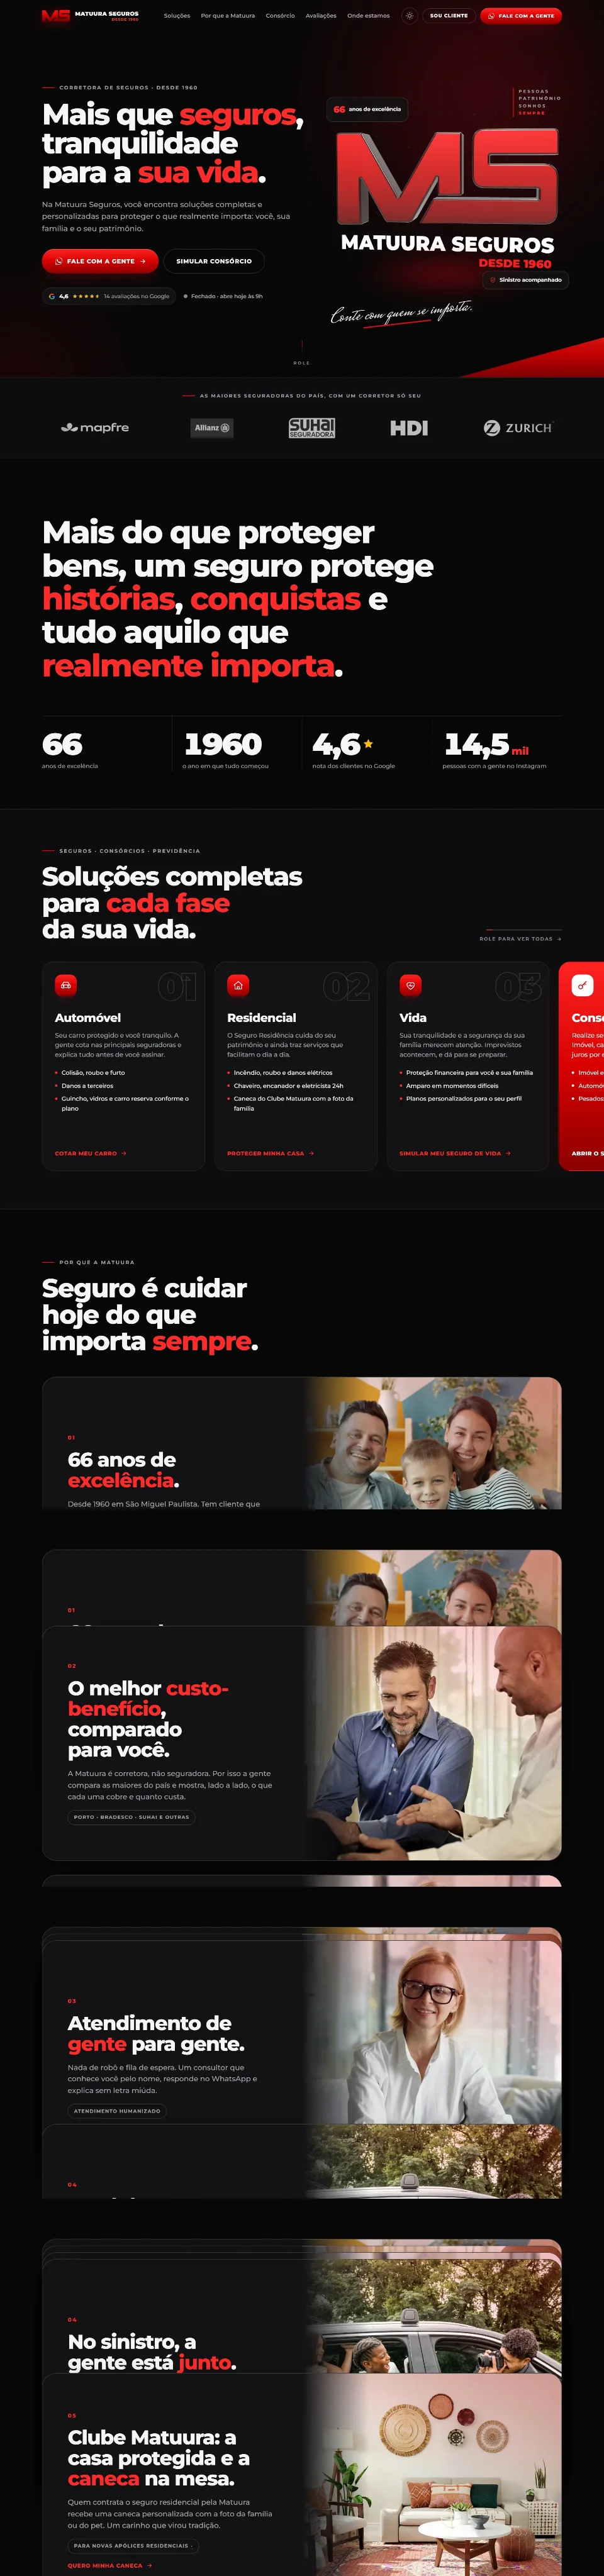 MS MATUURA SEGUROS
DESDE 1960
Soluções Por que a Matuura Consórcio Avaliações Onde estamos
SOU CLIENTE
FALE COM A GENTE
CORRETORA DE SEGUROS · DESDE 1960
Mais que seguros,
tranquilidade
para a sua vida.
Na Matuura Seguros, você encontra soluções completas e
personalizadas para proteger o que realmente importa: você, sua
família e o seu patrimônio.
FALE COM A GENTE →
SIMULAR CONSÓRCIO
G 4,6 ★★★★★ 14 avaliações no Google
Fechado · abre hoje às 9h
66 anos de excelência
PESSOAS
PATRIMÔNIO
SONHOS
SEMPRE
MS
MATUURA SEGUROS
DESDE 1960
Sinistro acompanhado
Conte com quem se importa.
ROLE
AS MAIORES SEGURADORAS DO PAÍS, COM UM CORRETOR SÓ SEU
mapfre
Allianz
SUHAI
SEGURADORA
HDI
Z ZURICH
Mais do que proteger
bens, um seguro protege
histórias, conquistas e
tudo aquilo que
realmente importa.
66
anos de excelência
1960
o ano em que tudo começou
4,6 ★
nota dos clientes no Google
14,5 mil
pessoas com a gente no Instagram
SEGUROS · CONSÓRCIOS · PREVIDÊNCIA
Soluções completas
para cada fase
da sua vida.
ROLE PARA VER TODAS →
01
Automóvel
Seu carro protegido e você tranquilo. A
gente cota nas principais seguradoras e
explica tudo antes de você assinar.
Colisão, roubo e furto
Danos a terceiros
Guincho, vidros e carro reserva conforme o
plano
COTAR MEU CARRO →
02
Residencial
O Seguro Residência cuida do seu
patrimônio e ainda traz serviços que
facilitam o dia a dia.
Incêndio, roubo e danos elétricos
Chaveiro, encanador e eletricista 24h
Caneca do Clube Matuura com a foto da
família
PROTEGER MINHA CASA →
03
Vida
Sua tranquilidade e a segurança da sua
família merecem atenção. Imprevistos
acontecem, e dá para se preparar.
Proteção financeira para você e sua família
Amparo em momentos difíceis
Planos personalizados para o seu perfil
SIMULAR MEU SEGURO DE VIDA →
Conso
Realize se
Imóvel, ca
juros por e
Imóvel e
Automóv
Pesados
ABRIR O S
POR QUE A MATUURA
Seguro é cuidar
hoje do que
importa sempre.
01
66 anos de
excelência.
Desde 1960 em São Miguel Paulista. Tem cliente que
01
02
O melhor custo-
benefício,
comparado
para você.
A Matuura é corretora, não seguradora. Por isso a gente
compara as maiores do país e mostra, lado a lado, o que
cada uma cobre e quanto custa.
PORTO · BRADESCO · SUHAI E OUTRAS
03
Atendimento de
gente para gente.
Nada de robô e fila de espera. Um consultor que
conhece você pelo nome, responde no WhatsApp e
explica sem letra miúda.
ATENDIMENTO HUMANIZADO
04
04
No sinistro, a
gente está junto.
05
Clube Matuura: a
casa protegida e a
caneca na mesa.
Quem contrata o seguro residencial pela Matuura
recebe uma caneca personalizada com a foto da família
ou do pet. Um carinho que virou tradição.
PARA NOVAS APÓLICES RESIDENCIAIS
QUERO MINHA CANECA →